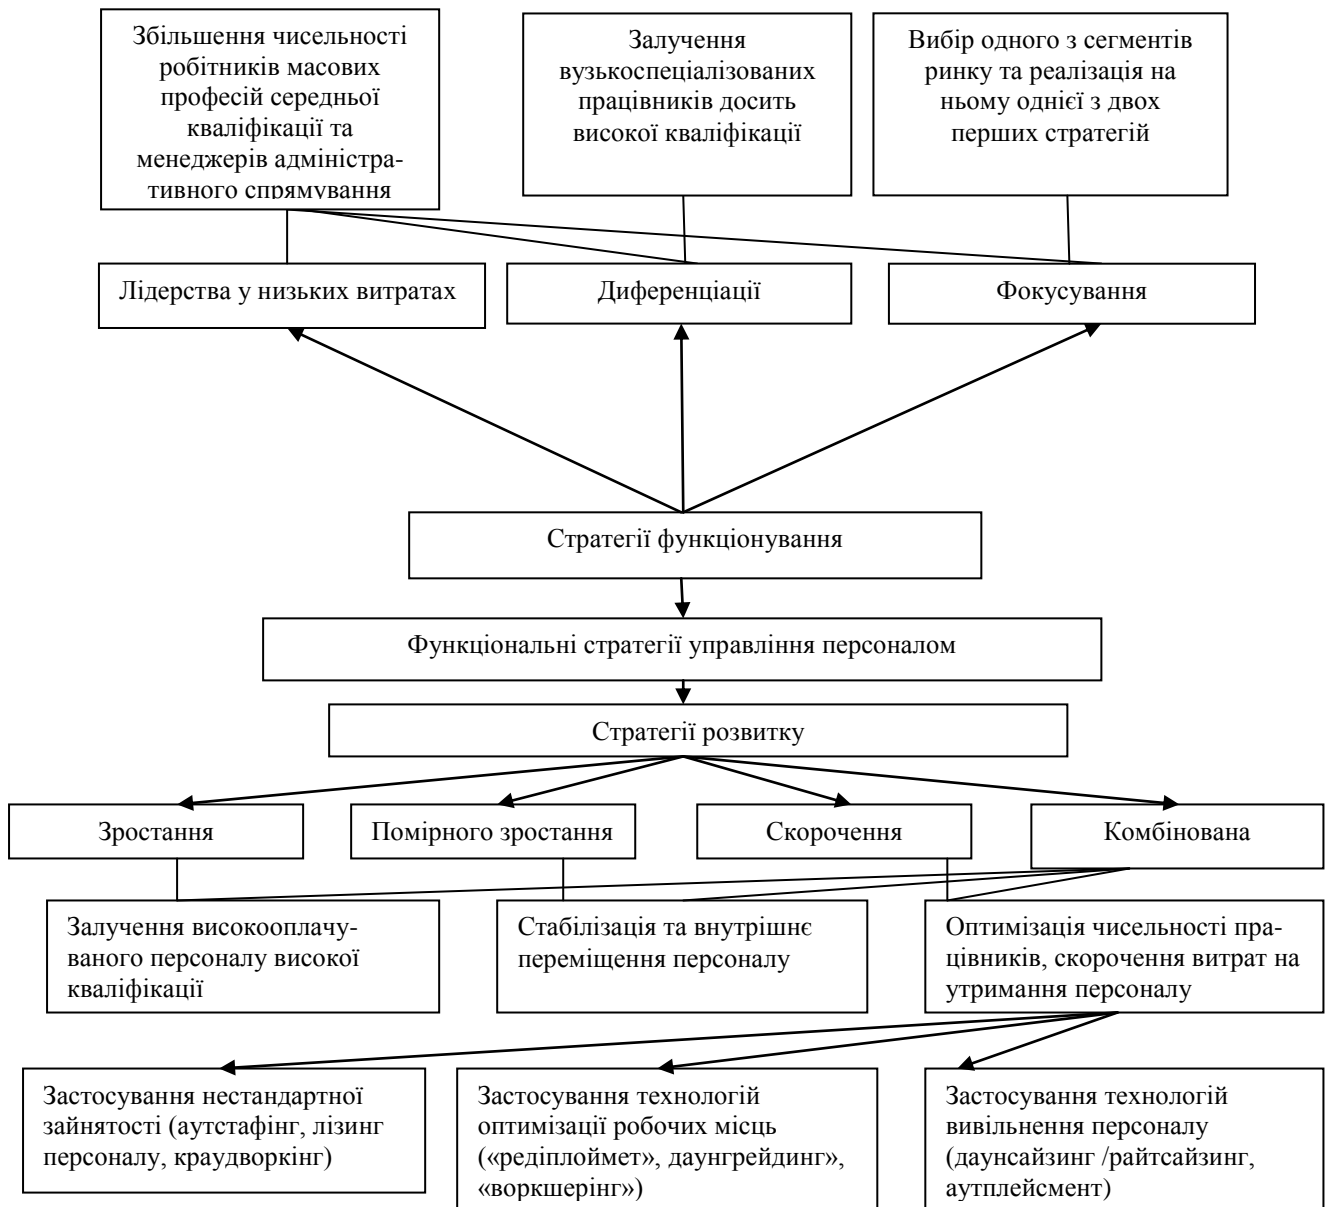 Збільшення чисельності
робітників масових
професій середньої
кваліфікації та
менеджерів адміністра-
тивного спрямування
Залучення
вузькоспеціалізованих
працівників досить
високої кваліфікації
Вибір одного з сегментів
ринку та реалізація на
ньому однієї з двох
перших стратегій
Лідерства у низьких витратах
Диференціації
Фокусування
Стратегії функціонування
Функціональні стратегії управління персоналом
Стратегії розвитку
Зростання
Помірного зростання
Скорочення
Комбінована
Залучення високооплачу-
ваного персоналу високої
кваліфікації
Стабілізація та внутрішнє
переміщення персоналу
Оптимізація чисельності пра-
цівників, скорочення витрат на
утримання персоналу
Застосування нестандартної
зайнятості (аутстафінг, лізинг
персоналу, краудворкінг)
Застосування технологій
оптимізації робочих місць
(«редіплоймет», даунгрейдинг»,
«воркшерінг»)
Застосування технологій
вивільнення персоналу
(даунсайзинг /райтсайзинг,
аутплейсмент)